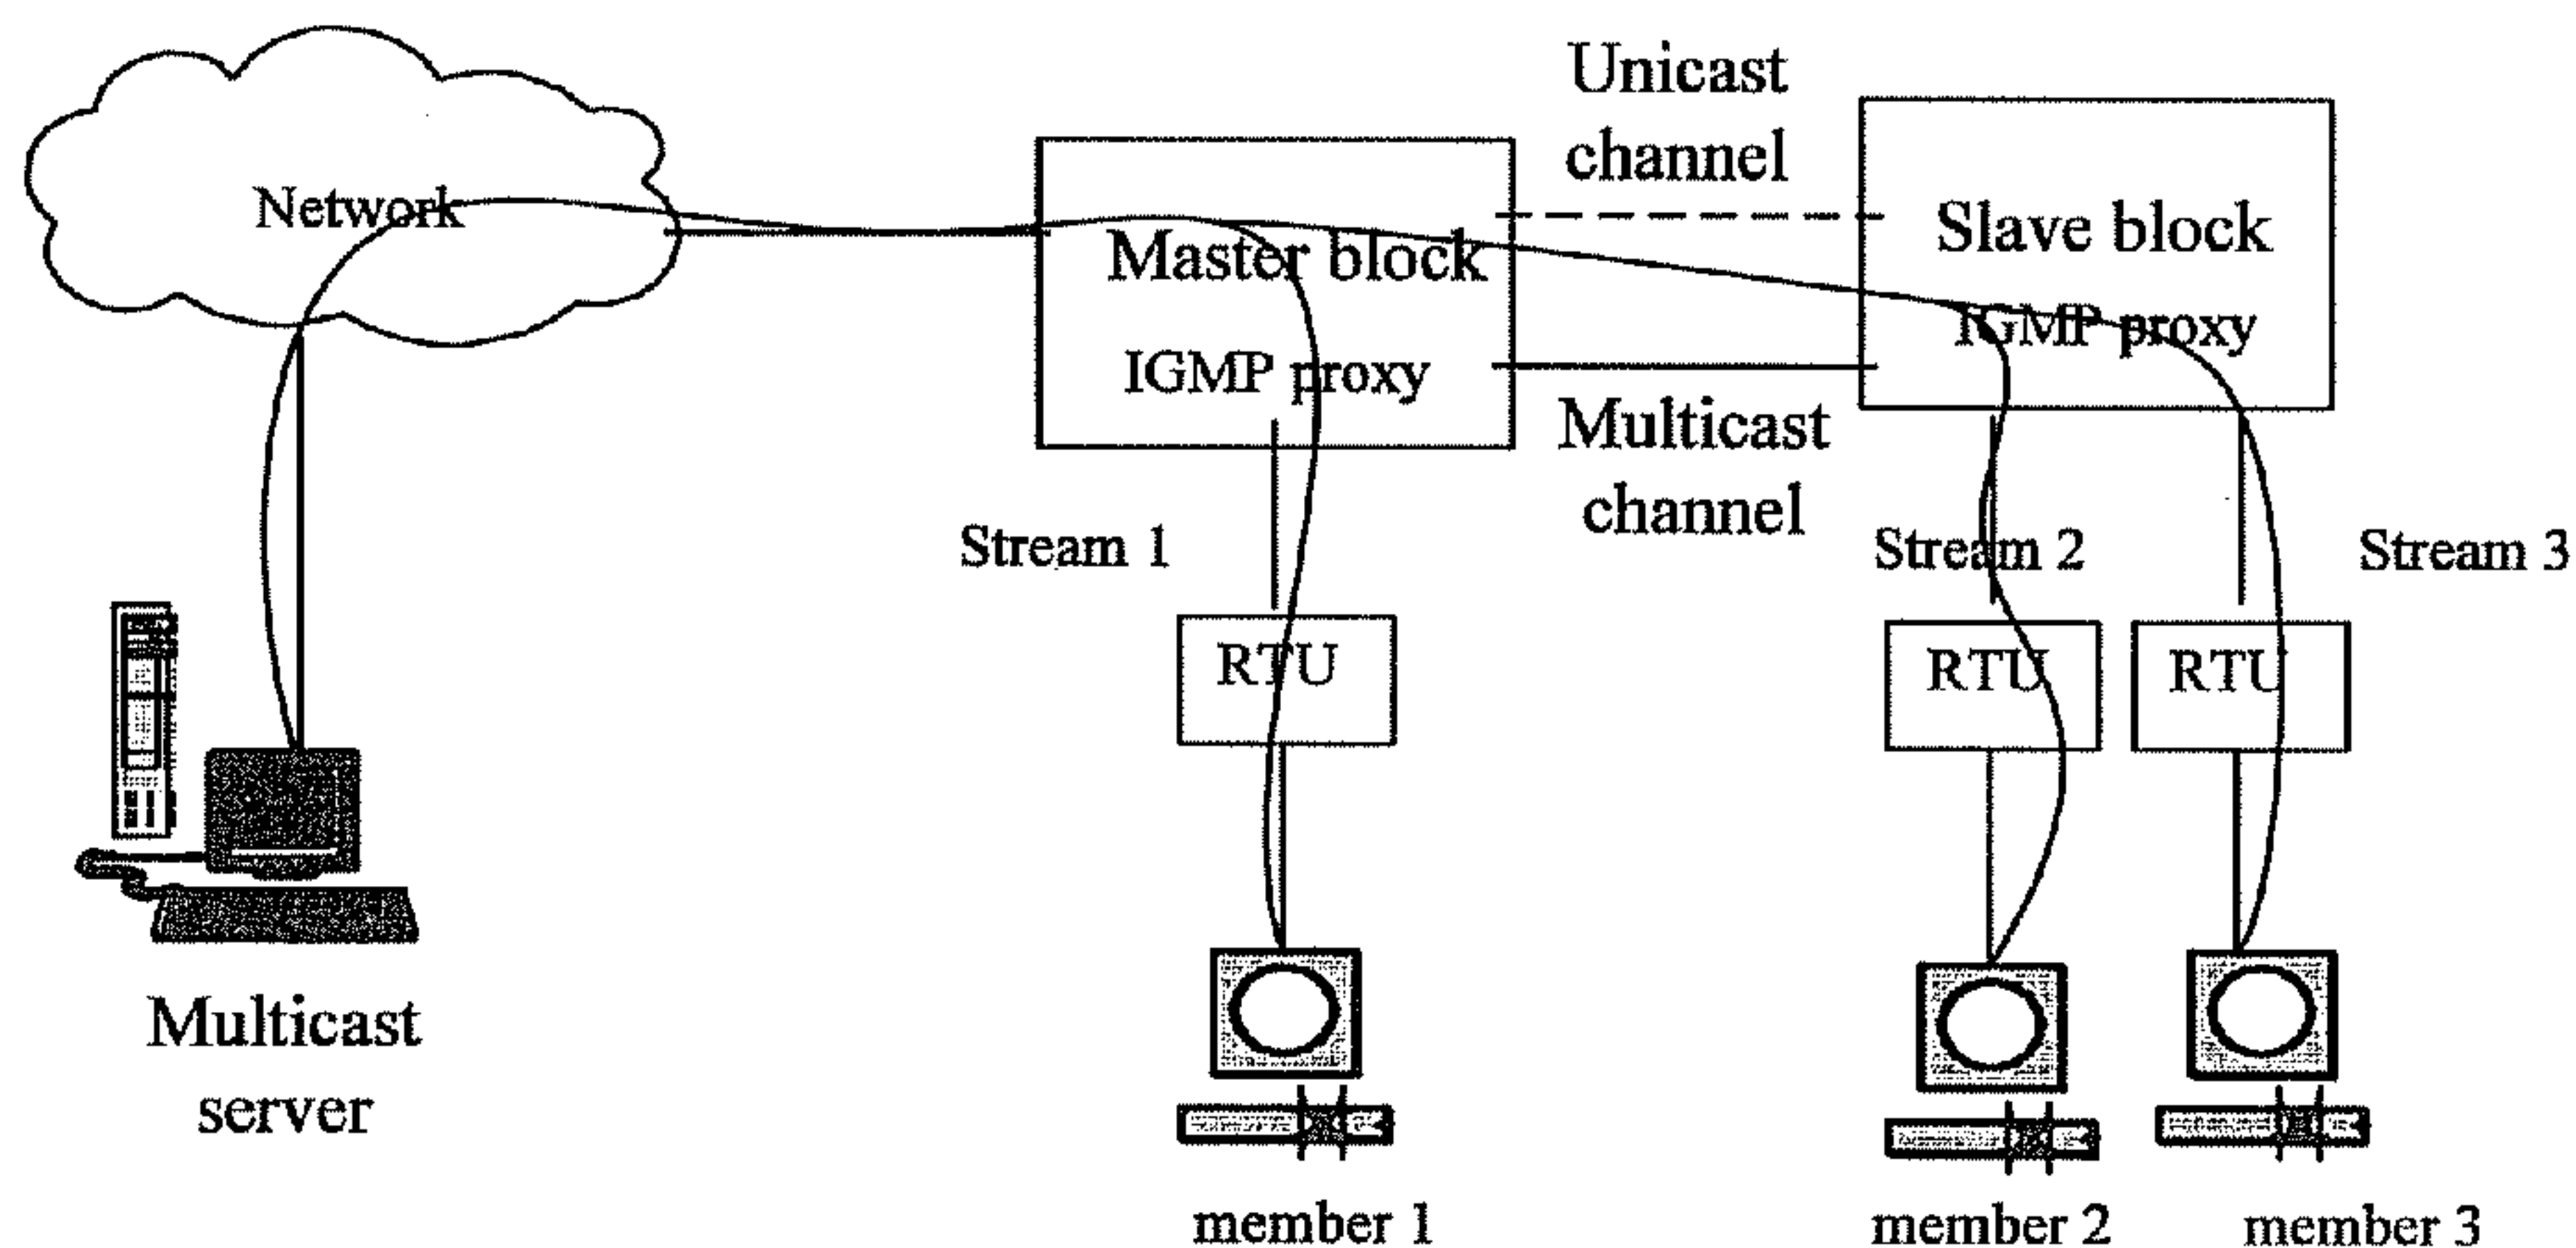 Unicast
channel
Network
Master block
IGMP proxy
Slave block
IGMP proxy
Multicast
channel
Stream 1
Stream 2
Stream 3
RTU
RTU
RTU
Multicast
server
member 1
member 2
member 3